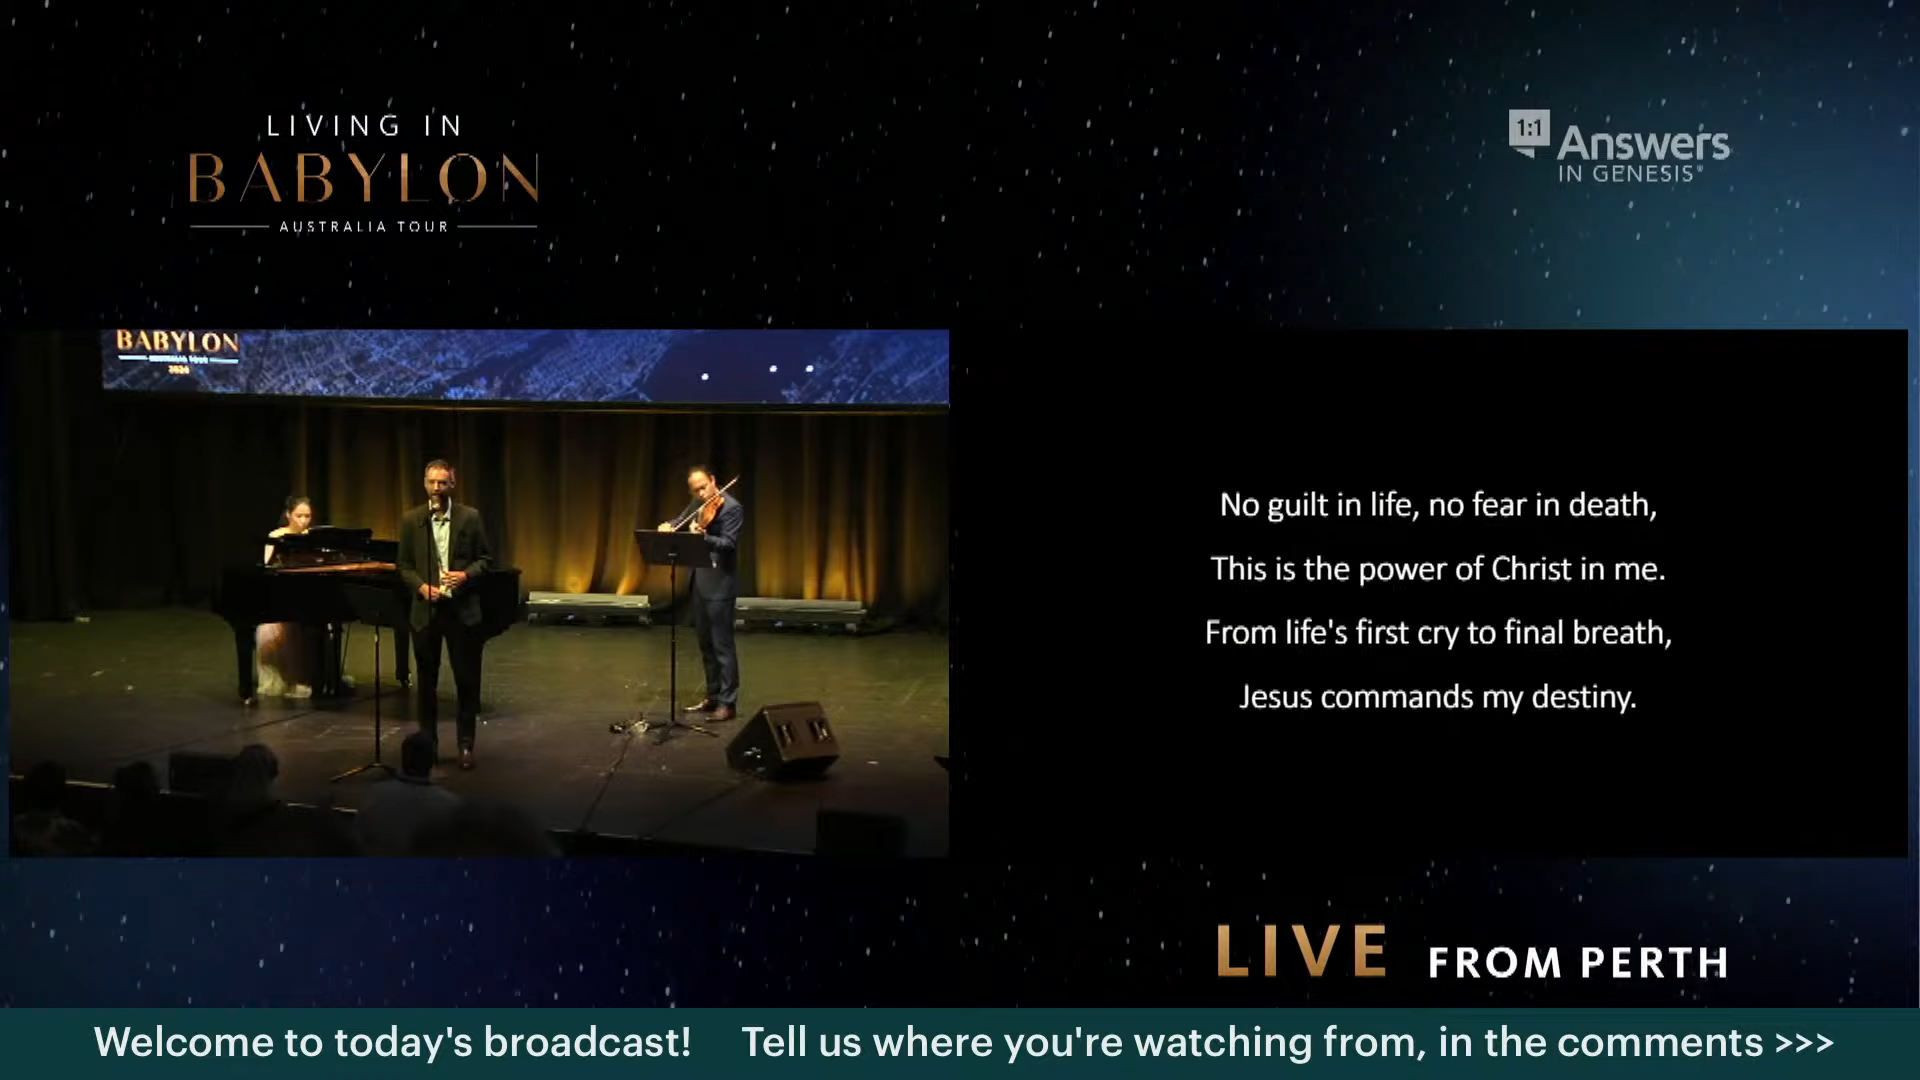 LIVING IN
BABYLON
AUSTRALIA TOUR
1:1
Answers
IN GENESIS®
BABYLON
AUSTRALIA TOUR
No guilt in life, no fear in death,
This is the power of Christ in me.
From life's first cry to final breath,
Jesus commands my destiny.
LIVE FROM PERTH
Welcome to today's broadcast! Tell us where you're watching from, in the comments >>>